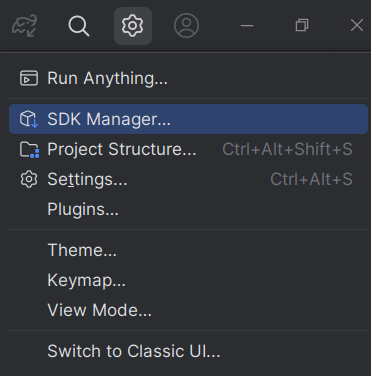 Run Anything...
SDK Manager...
Project Structure... Ctrl+Alt+Shift+S
Settings... Ctrl+Alt+S
Plugins...
Theme...
Keymap...
View Mode...
Switch to Classic UI...